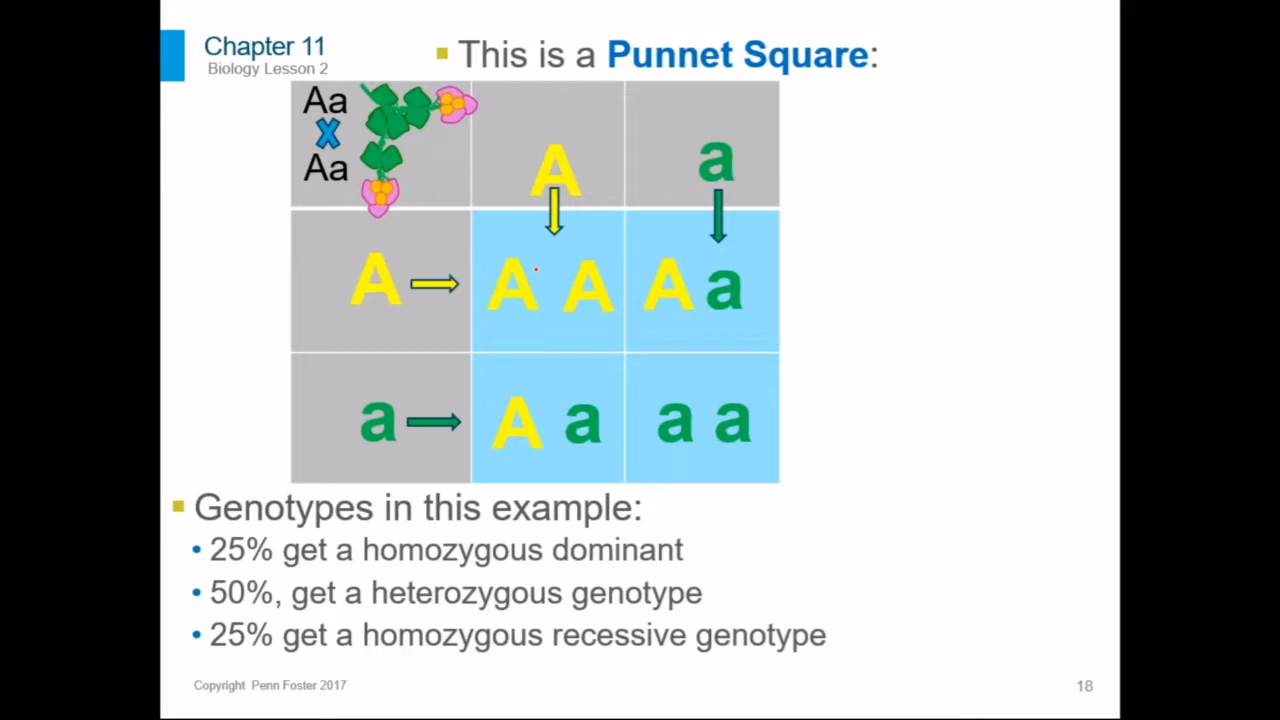 Chapter 11
Biology Lesson 2
This is a Punnet Square:
Aa
X
Aa
A a
A A A A a
a A a a a
Genotypes in this example:
• 25% get a homozygous dominant
• 50%, get a heterozygous genotype
• 25% get a homozygous recessive genotype
Copyright Penn Foster 2017
18